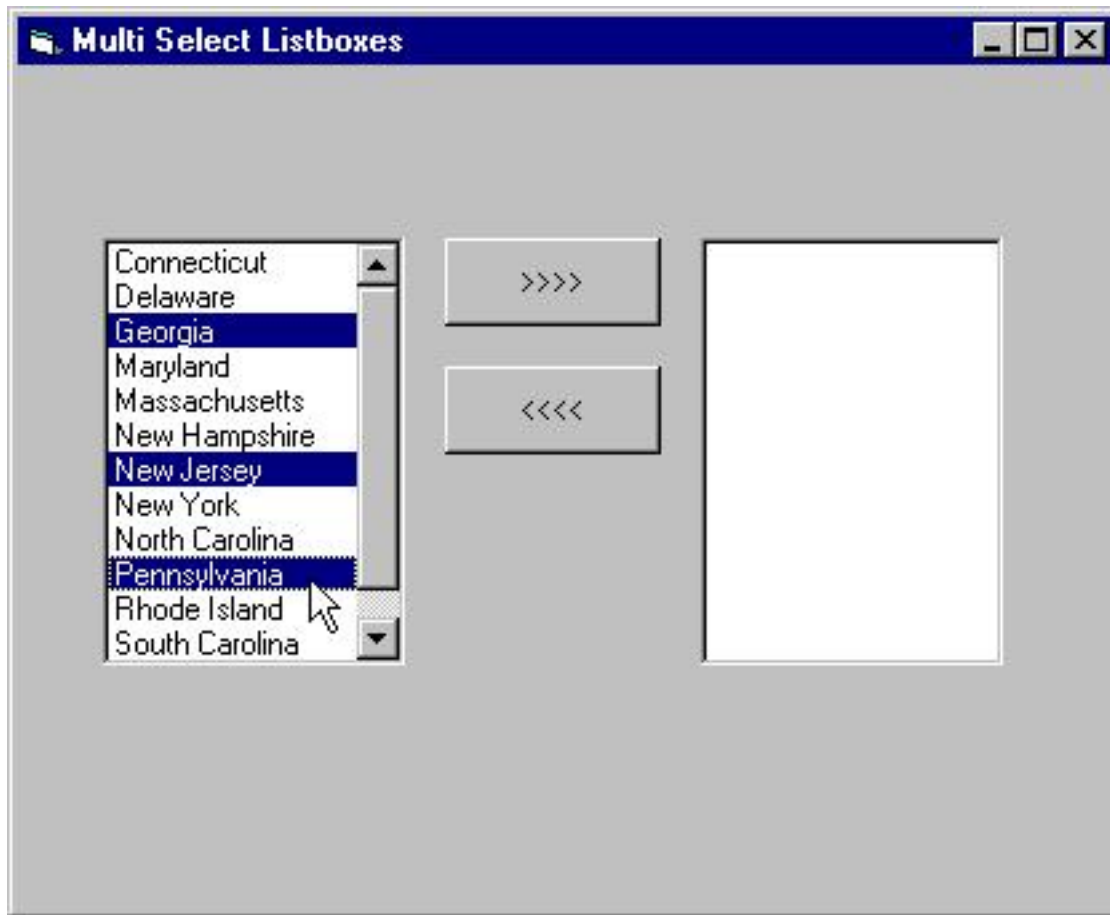 Multi Select Listboxes
Connecticut
Delaware
Georgia
Maryland
Massachusetts
New Hampshire
New Jersey
New York
North Carolina
Pennsylvania
Rhode Island
South Carolina
>>>>
<<<<